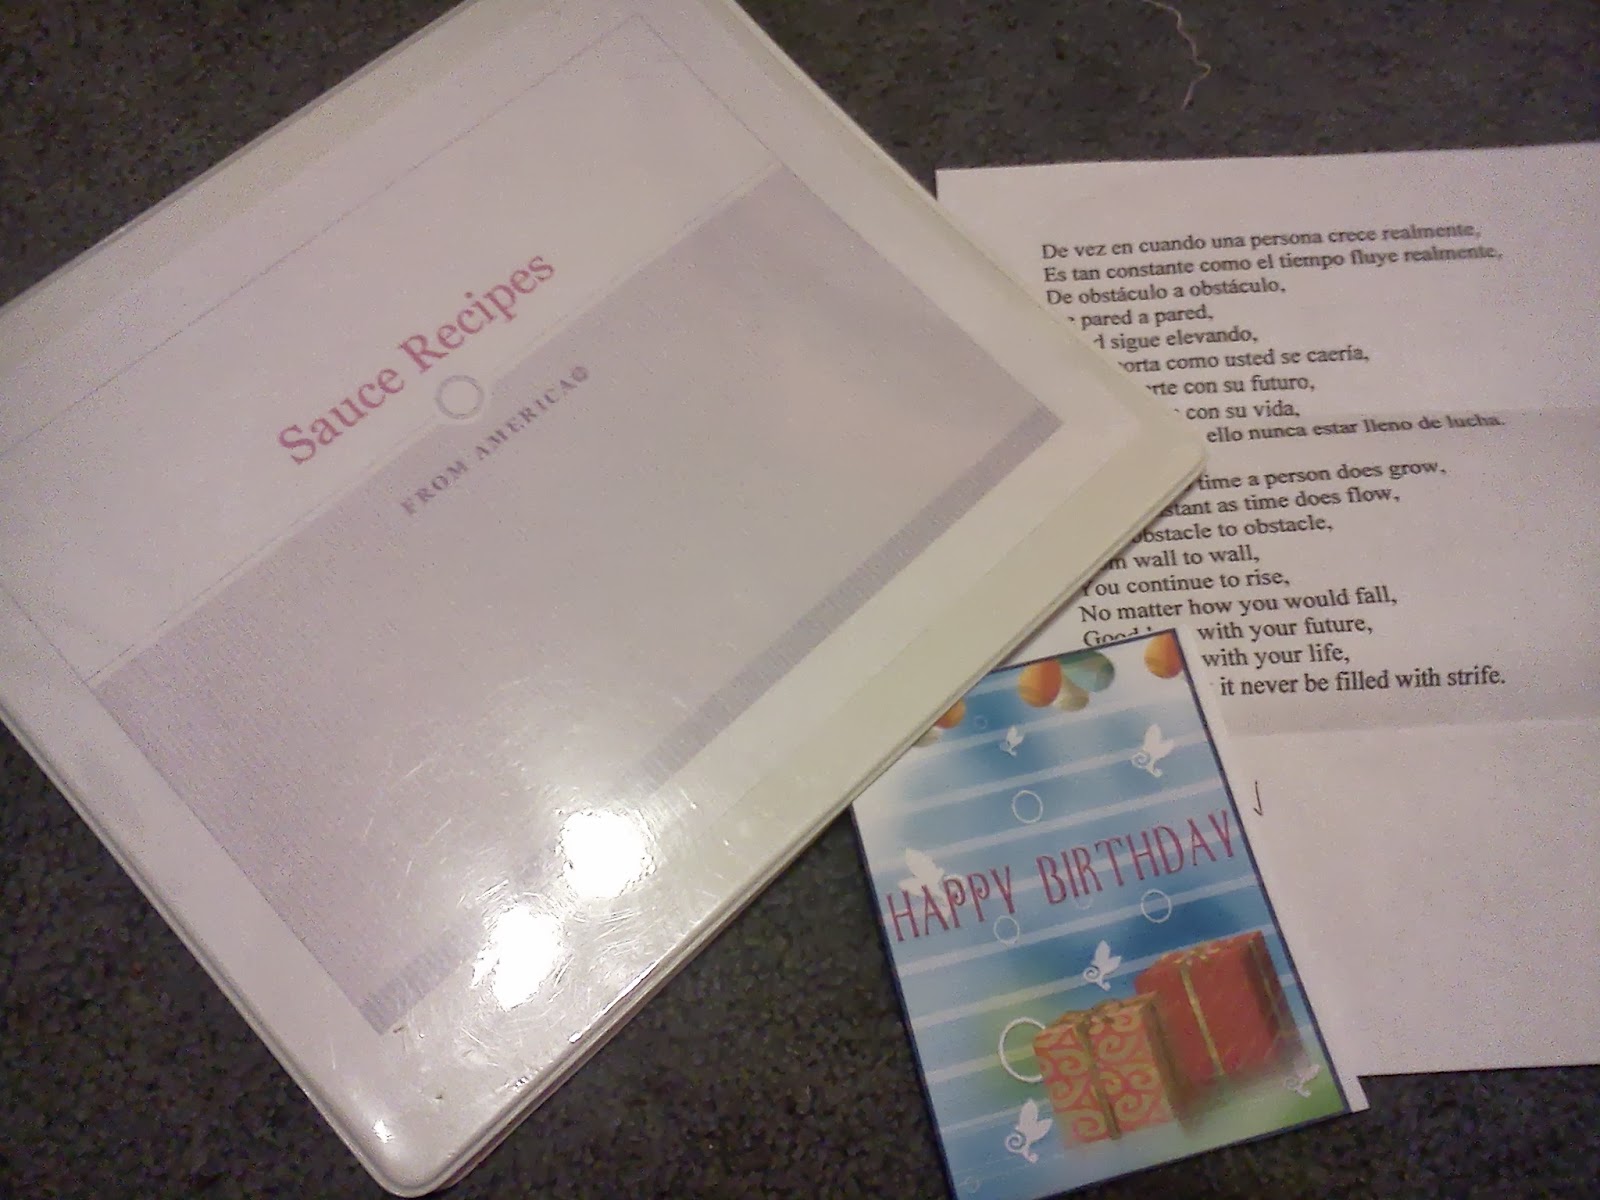 Sauce Recipes
FROM AMERICA©
De vez en cuando una persona crece realmente,
Es tan constante como el tiempo fluye realmente,
De obstáculo a obstáculo,
pared a pared,
sigue elevando,
como usted se caería,
con su futuro,
con su vida,
ello nunca estar lleno de lucha.
time a person does grow,
as time does flow,
obstacle to obstacle,
wall to wall,
You continue to rise,
No matter how you would fall,
Good with your future,
with your life,
it never be filled with strife.
HAPPY BIRTHDAY